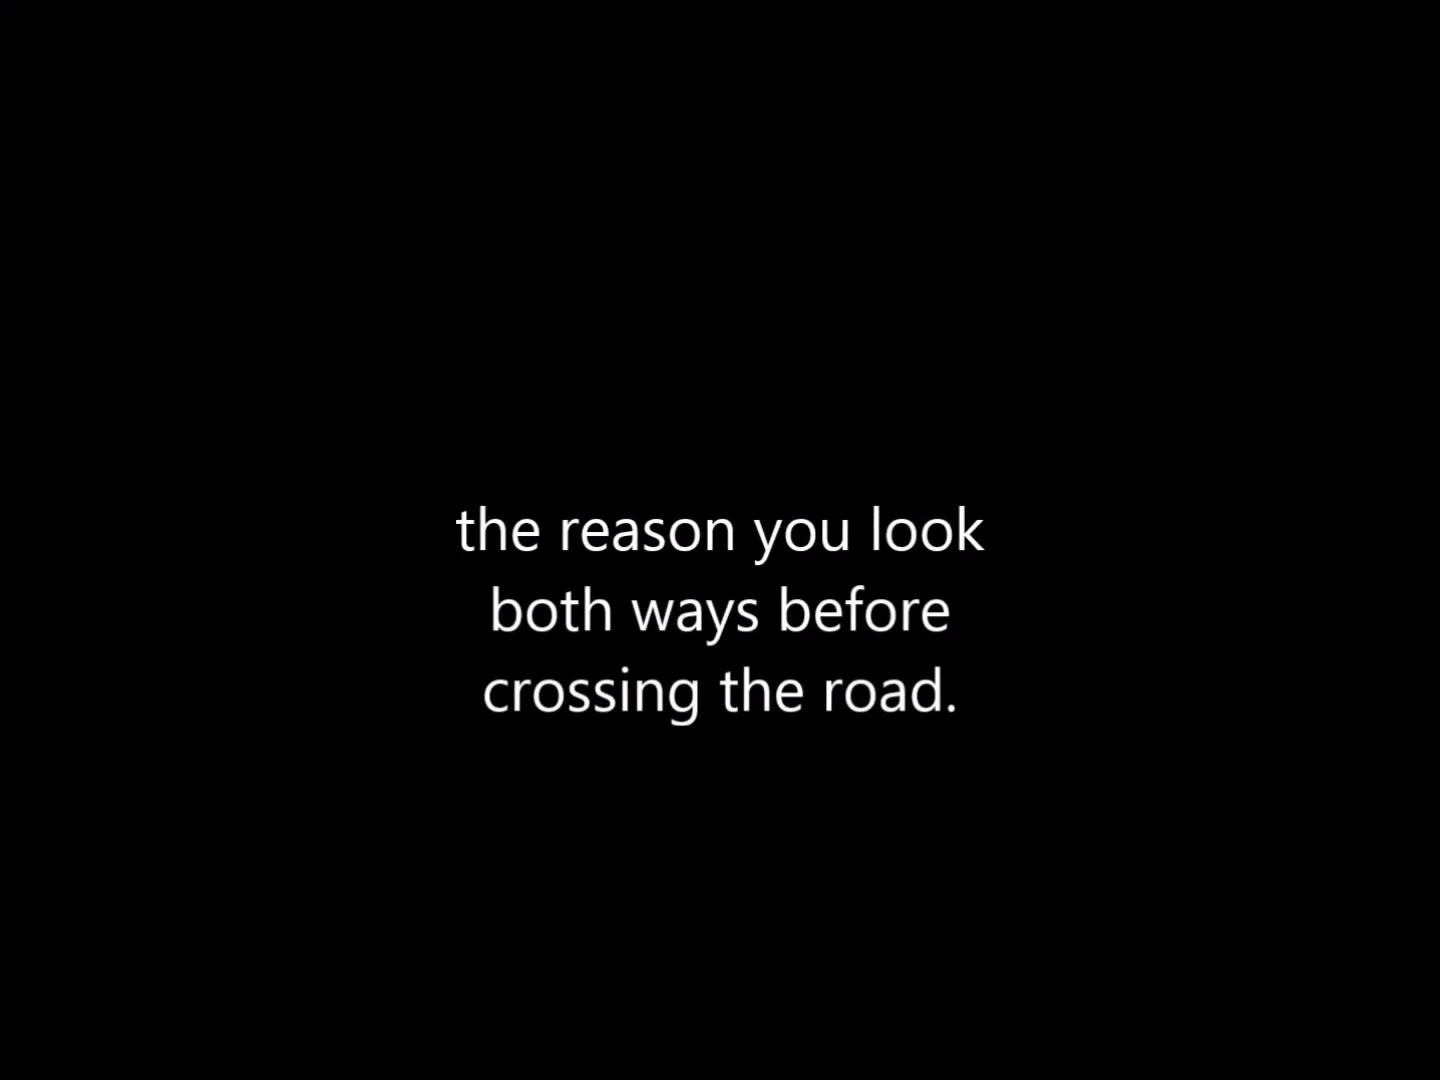 the reason you look
both ways before
crossing the road.